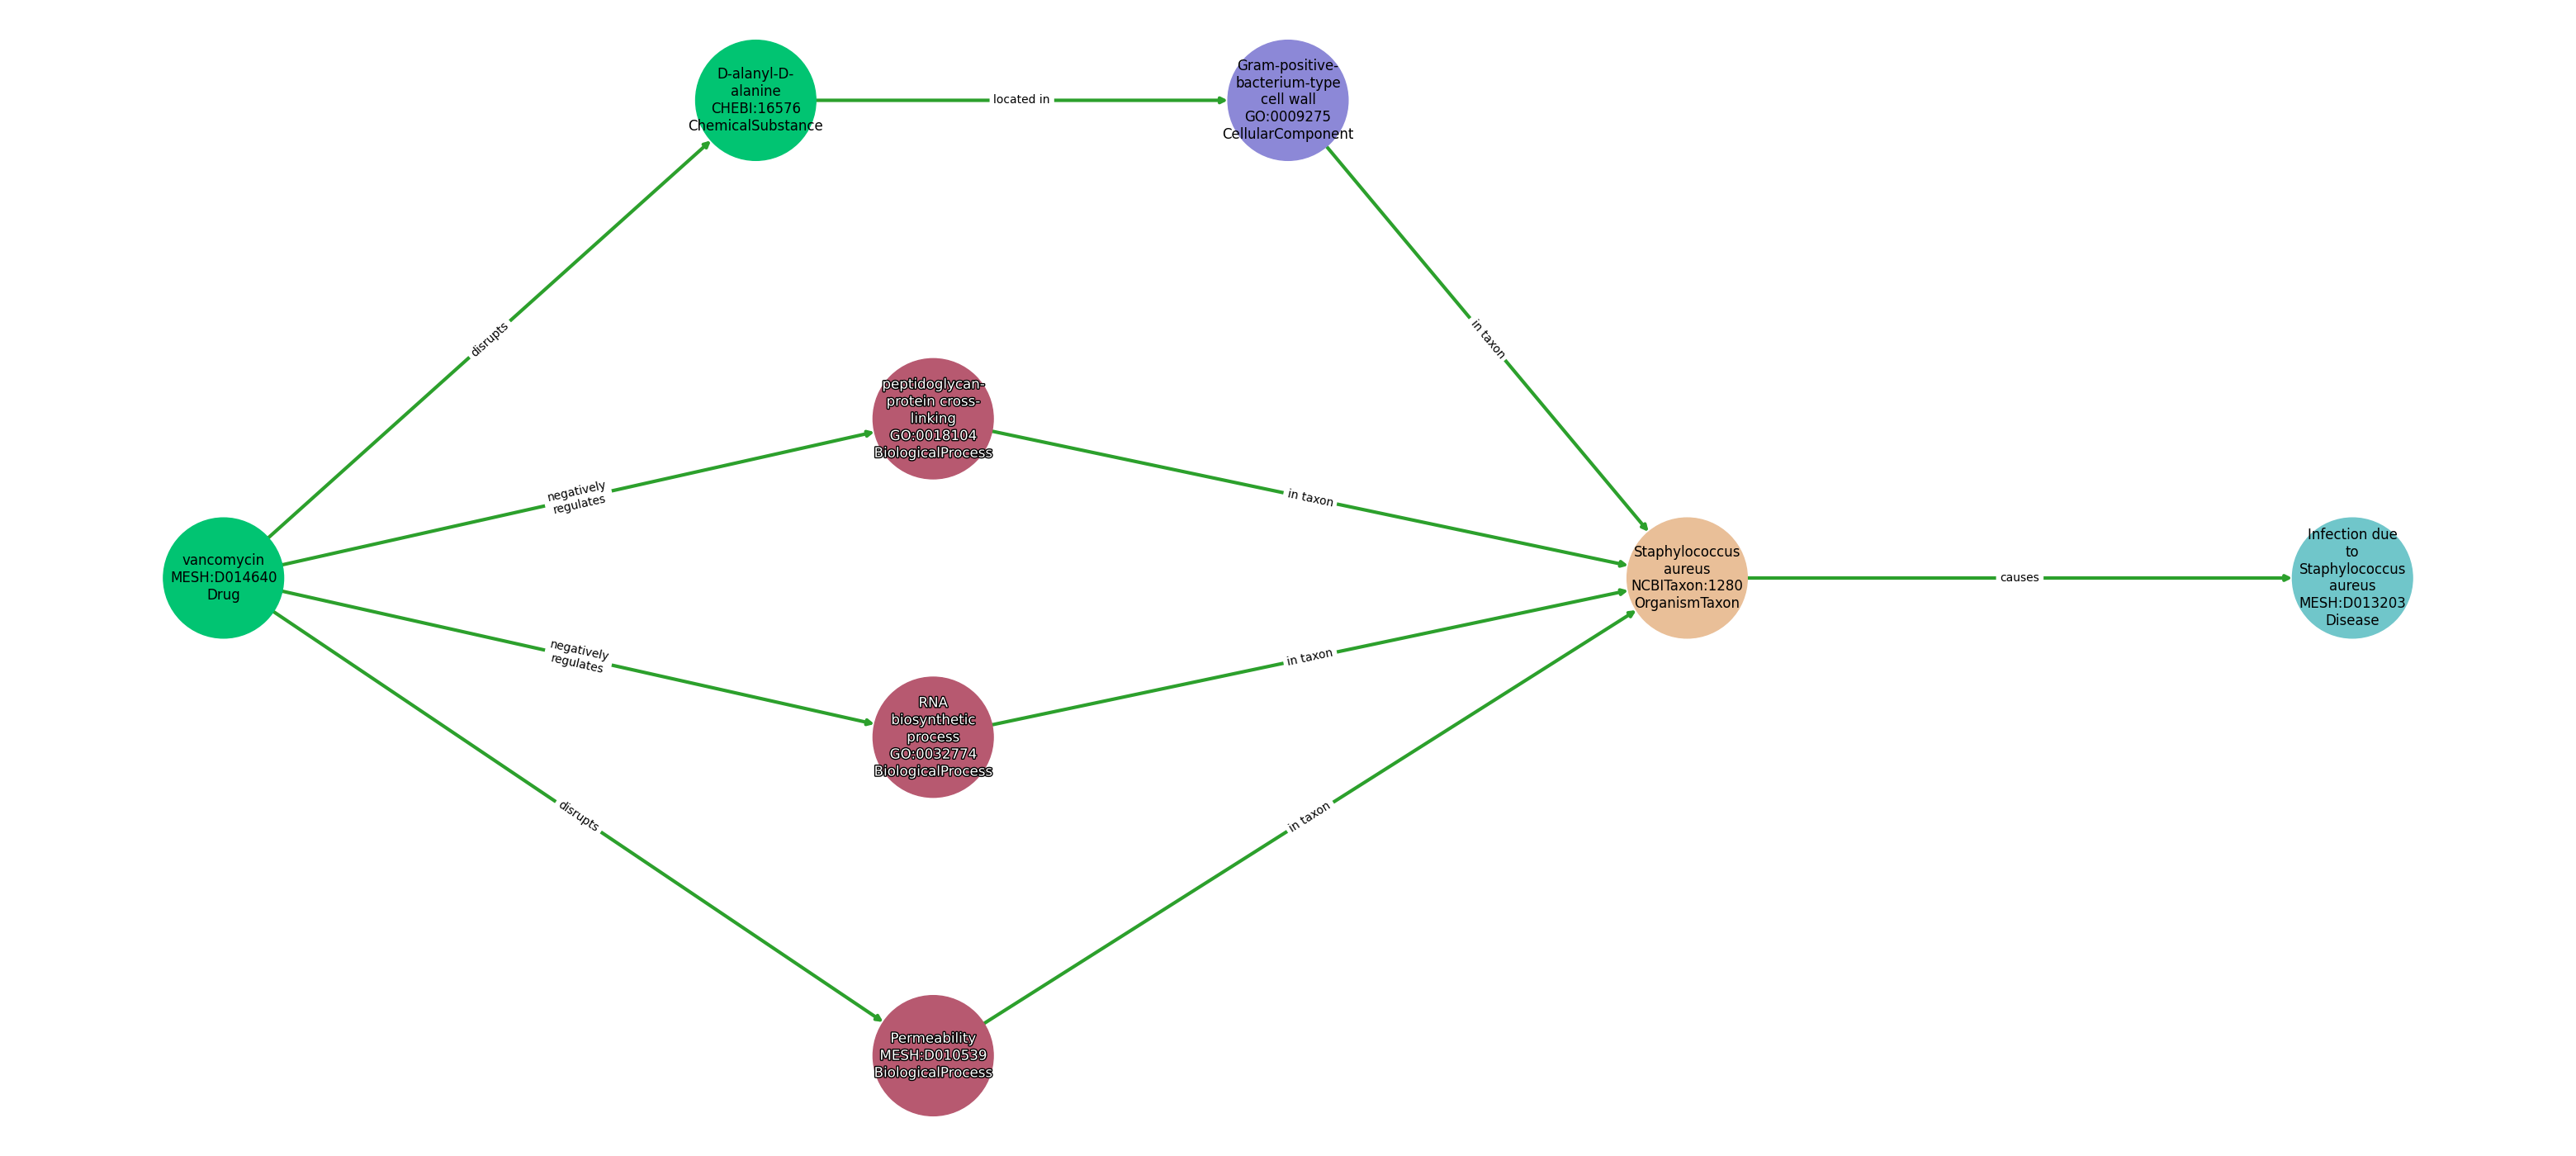 D-alanyl-D-
alanine
CHEBI:16576
ChemicalSubstance
located in
Gram-positive-
bacterium-type
cell wall
GO:0009275
CellularComponent
disrupts
in taxon
peptidoglycan-
protein cross-
linking
GO:0018104
BiologicalProcess
negatively
regulates
in taxon
vancomycin
MESH:D014640
Drug
Staphylococcus
aureus
NCBITaxon:1280
OrganismTaxon
causes
Infection due
to
Staphylococcus
aureus
MESH:D013203
Disease
negatively
regulates
in taxon
RNA
biosynthetic
process
GO:0032774
BiologicalProcess
disrupts
in taxon
Permeability
MESH:D010539
BiologicalProcess